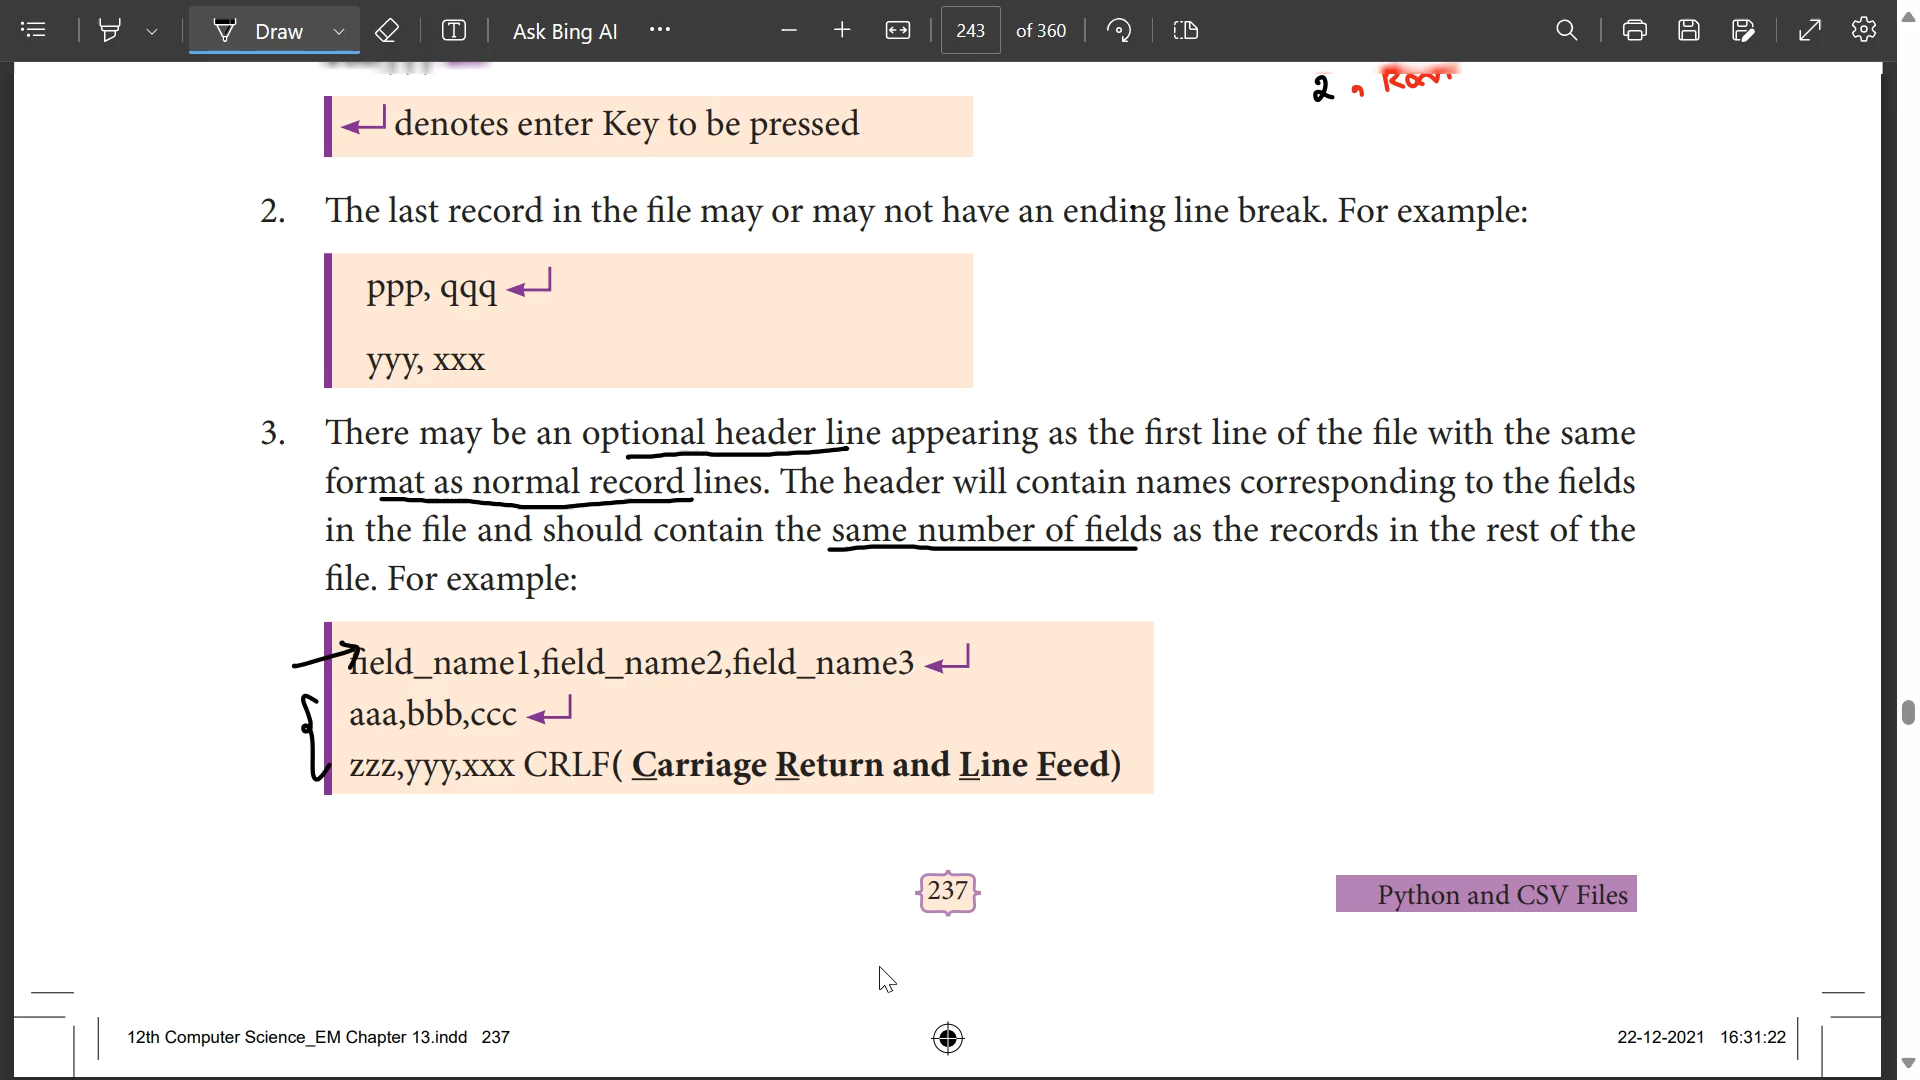 Draw
Ask Bing AI
243 of 360
2, Ram
denotes enter Key to be pressed
2. The last record in the file may or may not have an ending line break. For example:
ppp, qqq
yyy, xxx
3. There may be an optional header line appearing as the first line of the file with the same
format as normal record lines. The header will contain names corresponding to the fields
in the file and should contain the same number of fields as the records in the rest of the
file. For example:
field_name1,field_name2,field_name3
aaa,bbb,ccc
zzz,yyy,xxx CRLF( Carriage Return and Line Feed)
237
Python and CSV Files
12th Computer Science_EM Chapter 13.indd 237
22-12-2021 16:31:22